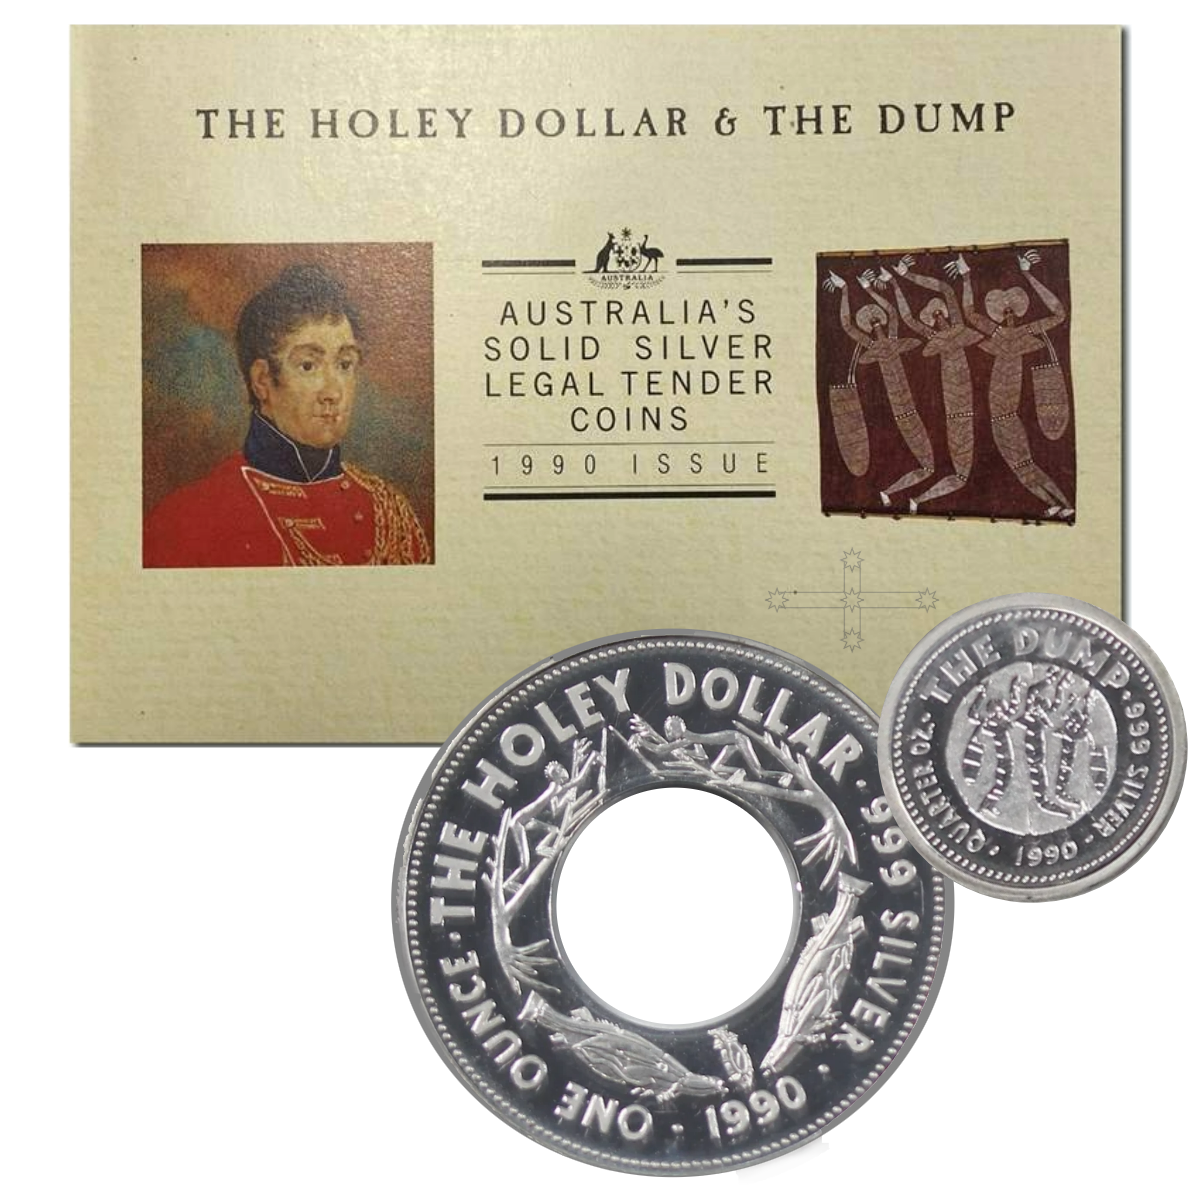 THE HOLEY DOLLAR & THE DUMP
AUSTRALIA
AUSTRALIA'S
SOLID SILVER
LEGAL TENDER
COINS
1990 ISSUE
THE HOLEY DOLLAR · 999 SILVER · 1990 · ONE OUNCE ·
THE DUMP · 999 SILVER · 1990 · QUARTER OZ ·